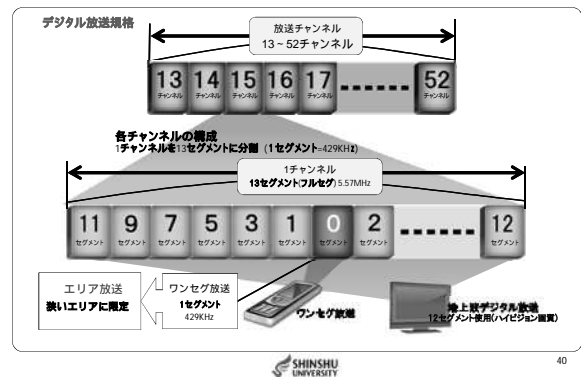 デジタル放送規格
放送チャンネル
13~52チャンネル
13 14 15 16 17 52
チャンネル チャンネル チャンネル チャンネル チャンネル チャンネル
各チャンネルの構成
1チャンネルを13セグメントに分割 (1セグメント=429KHz)
1チャンネル
13セグメント(フルセグ) 5.57MHz
11 9 7 5 3 1 0 2 12
セグメント セグメント セグメント セグメント セグメント セグメント セグメント セグメント セグメント
エリア放送
狭いエリアに限定
ワンセグ放送
1セグメント
429KHz
ワンセグ放送
地上波デジタル放送
12セグメント使用(ハイビジョン画質)
SHINSHU
UNIVERSITY
40